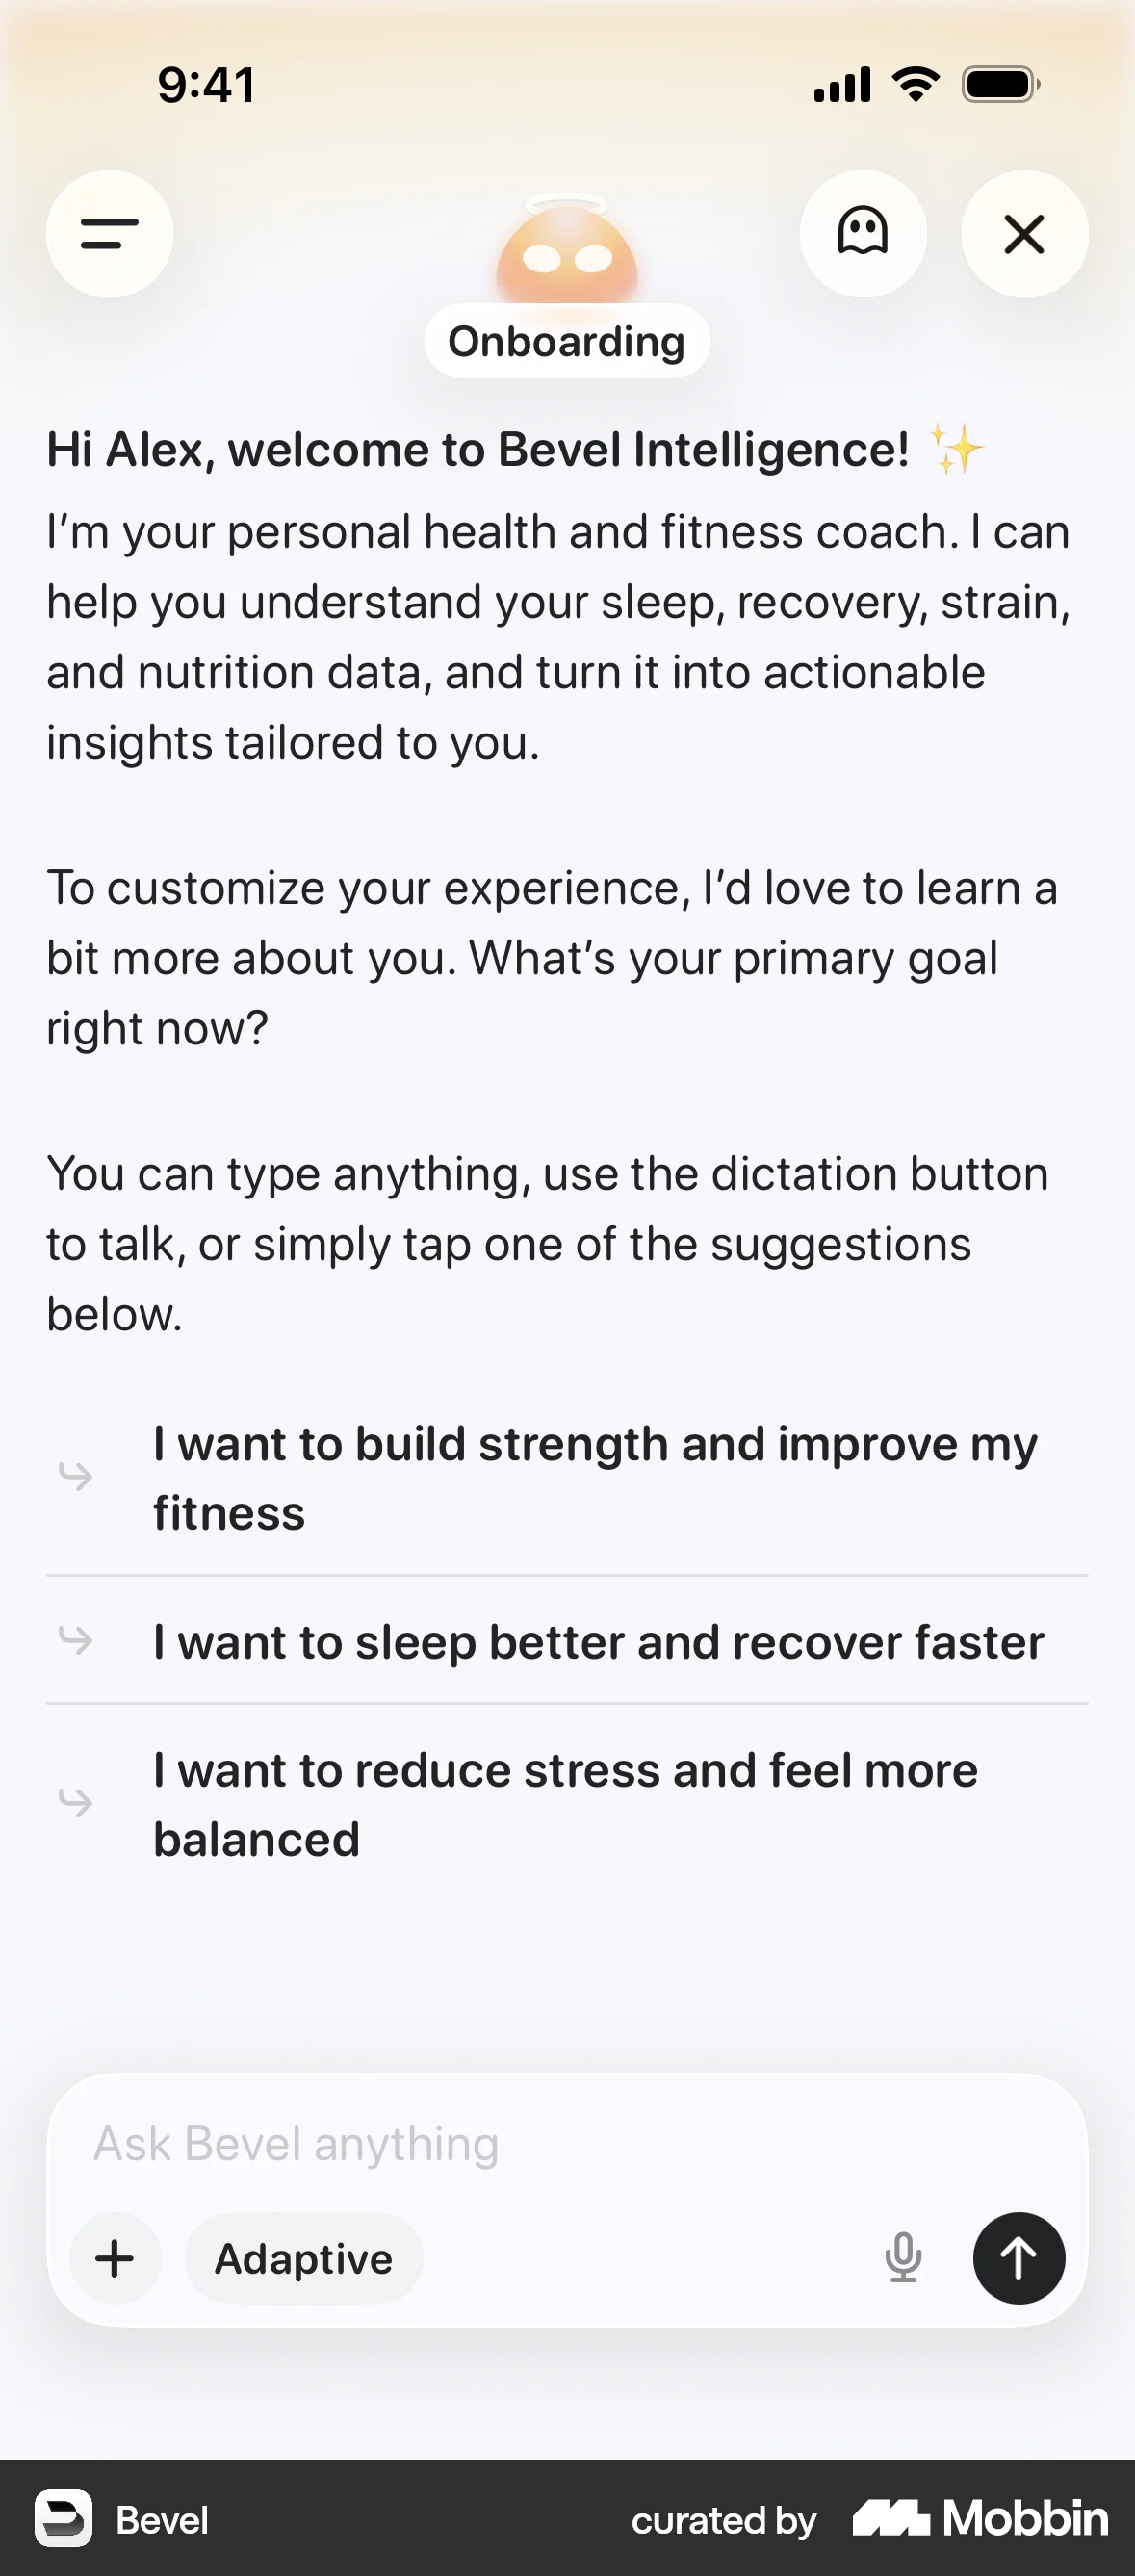 9:41
Onboarding
Hi Alex, welcome to Bevel Intelligence! ✨
I’m your personal health and fitness coach. I can
help you understand your sleep, recovery, strain,
and nutrition data, and turn it into actionable
insights tailored to you.
To customize your experience, I’d love to learn a
bit more about you. What’s your primary goal
right now?
You can type anything, use the dictation button
to talk, or simply tap one of the suggestions
below.
I want to build strength and improve my
fitness
I want to sleep better and recover faster
I want to reduce stress and feel more
balanced
Ask Bevel anything
Adaptive
Bevel
curated by Mobbin